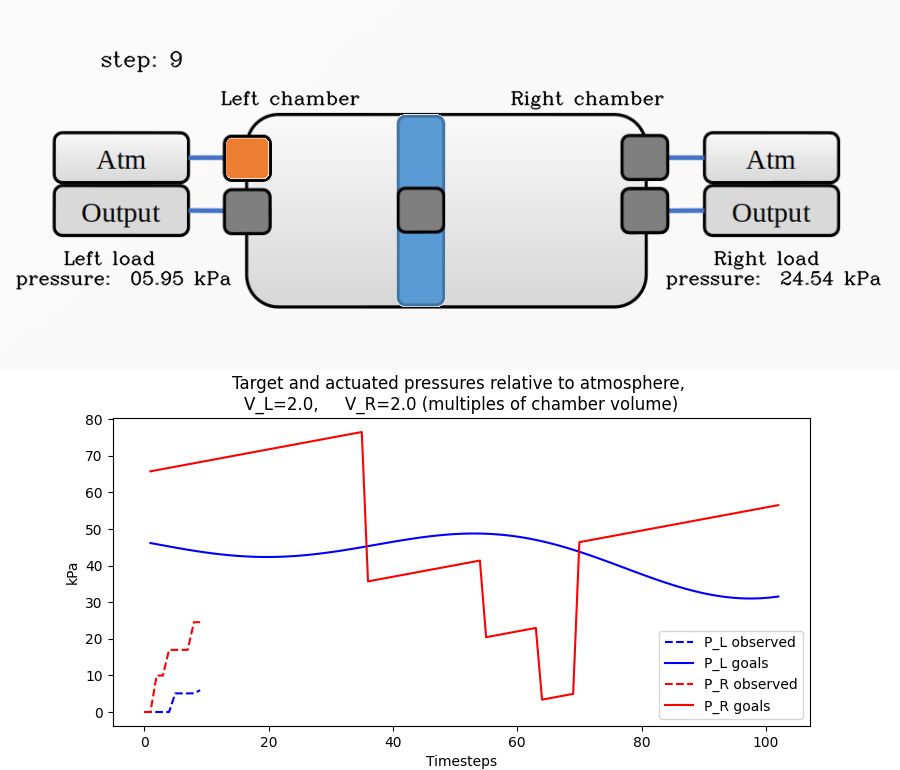 step: 9
Left chamber
Right chamber
Atm
Atm
Output
Output
Left load
pressure: 05.95 kPa
Right load
pressure: 24.54 kPa
Target and actuated pressures relative to atmosphere,
V_L=2.0, V_R=2.0 (multiples of chamber volume)
80
70
60
50
40
30
20
10
0
kPa
0
20
40
60
80
100
Timesteps
P_L observed
P_L goals
P_R observed
P_R goals